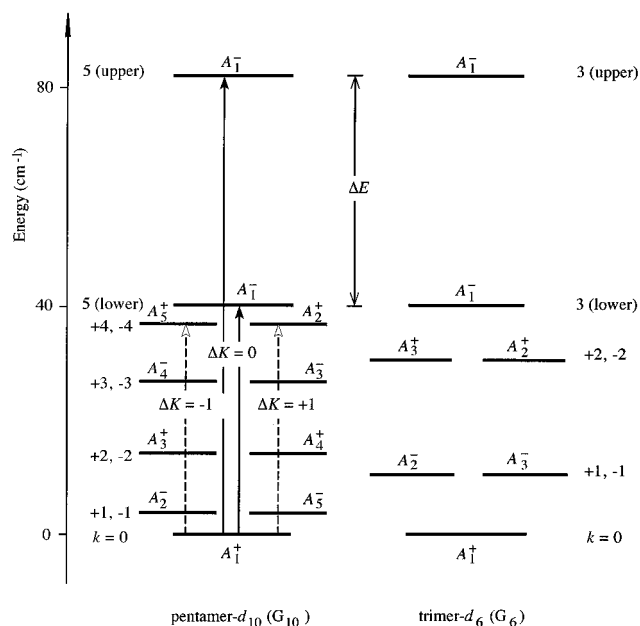 5 (upper) A₁⁻ A₁⁻ 3 (upper)
80
Energy (cm⁻¹)
ΔE
5 (lower) A₁⁻ A₁⁻ 3 (lower)
40
A₅⁺ A₂⁺
+4, -4
ΔK = 0
A₃⁺ A₂⁺ +2, -2
A₄⁻ A₃⁻
+3, -3
ΔK = -1 ΔK = +1
A₃⁺ A₄⁺
+2, -2
A₂⁻ A₃⁻ +1, -1
A₂⁻ A₅⁻
+1, -1
0 k = 0 k = 0
A₁⁺ A₁⁺
pentamer-d₁₀ (G₁₀) trimer-d₆ (G₆)